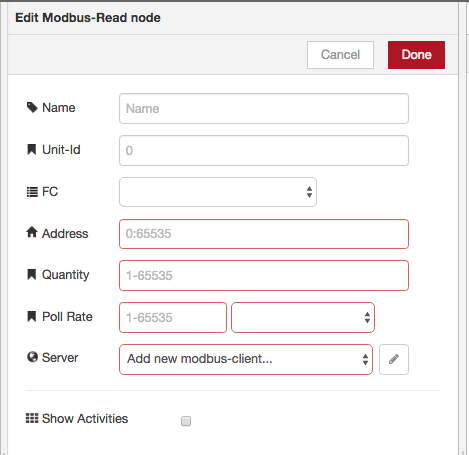 Edit Modbus-Read node
Cancel Done
Name Name
Unit-Id 0
FC
Address 0:65535
Quantity 1-65535
Poll Rate 1-65535
Server Add new modbus-client...
Show Activities